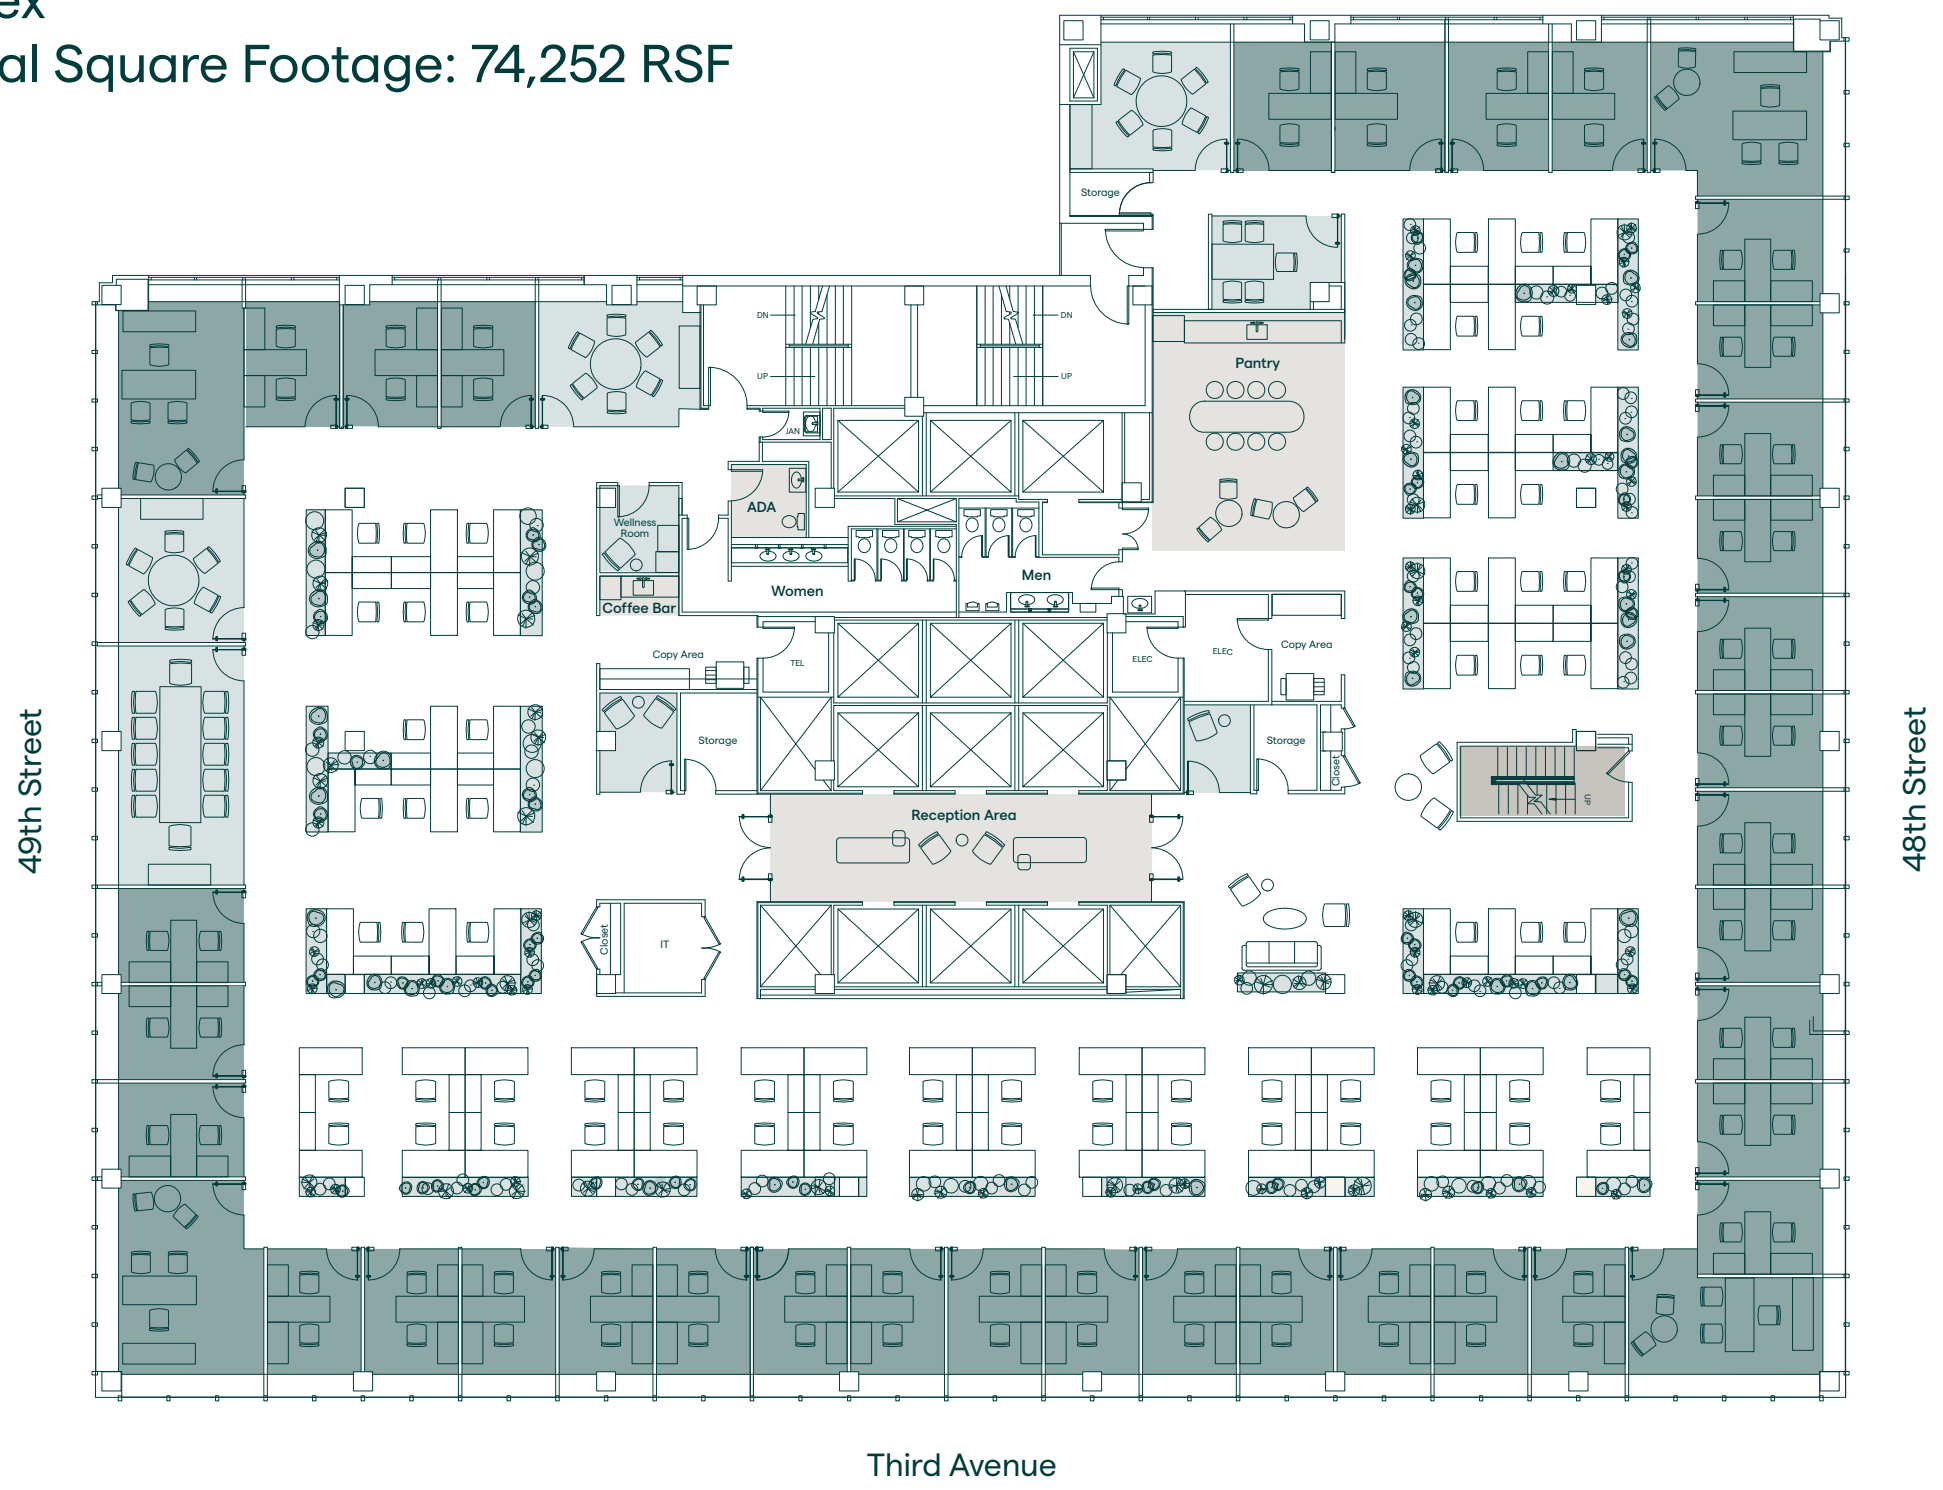 ex
al Square Footage: 74,252 RSF
Storage
DN
DN
Pantry
UP
UP
JAN
ADA
Wellness
Room
Men
Women
Coffee Bar
Copy Area
TEL
ELEC
ELEC
Copy Area
Storage
Storage
Closet
UP
Reception Area
49th Street
48th Street
Closet
IT
Third Avenue